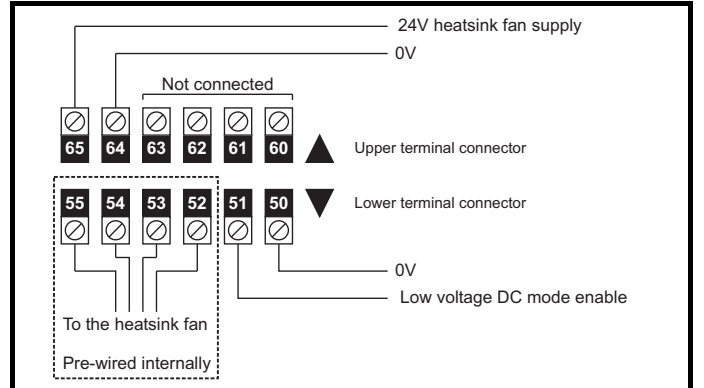 24V heatsink fan supply
0V
Not connected
65 64 63 62 61 60
Upper terminal connector
55 54 53 52 51 50
Lower terminal connector
0V
Low voltage DC mode enable
To the heatsink fan
Pre-wired internally